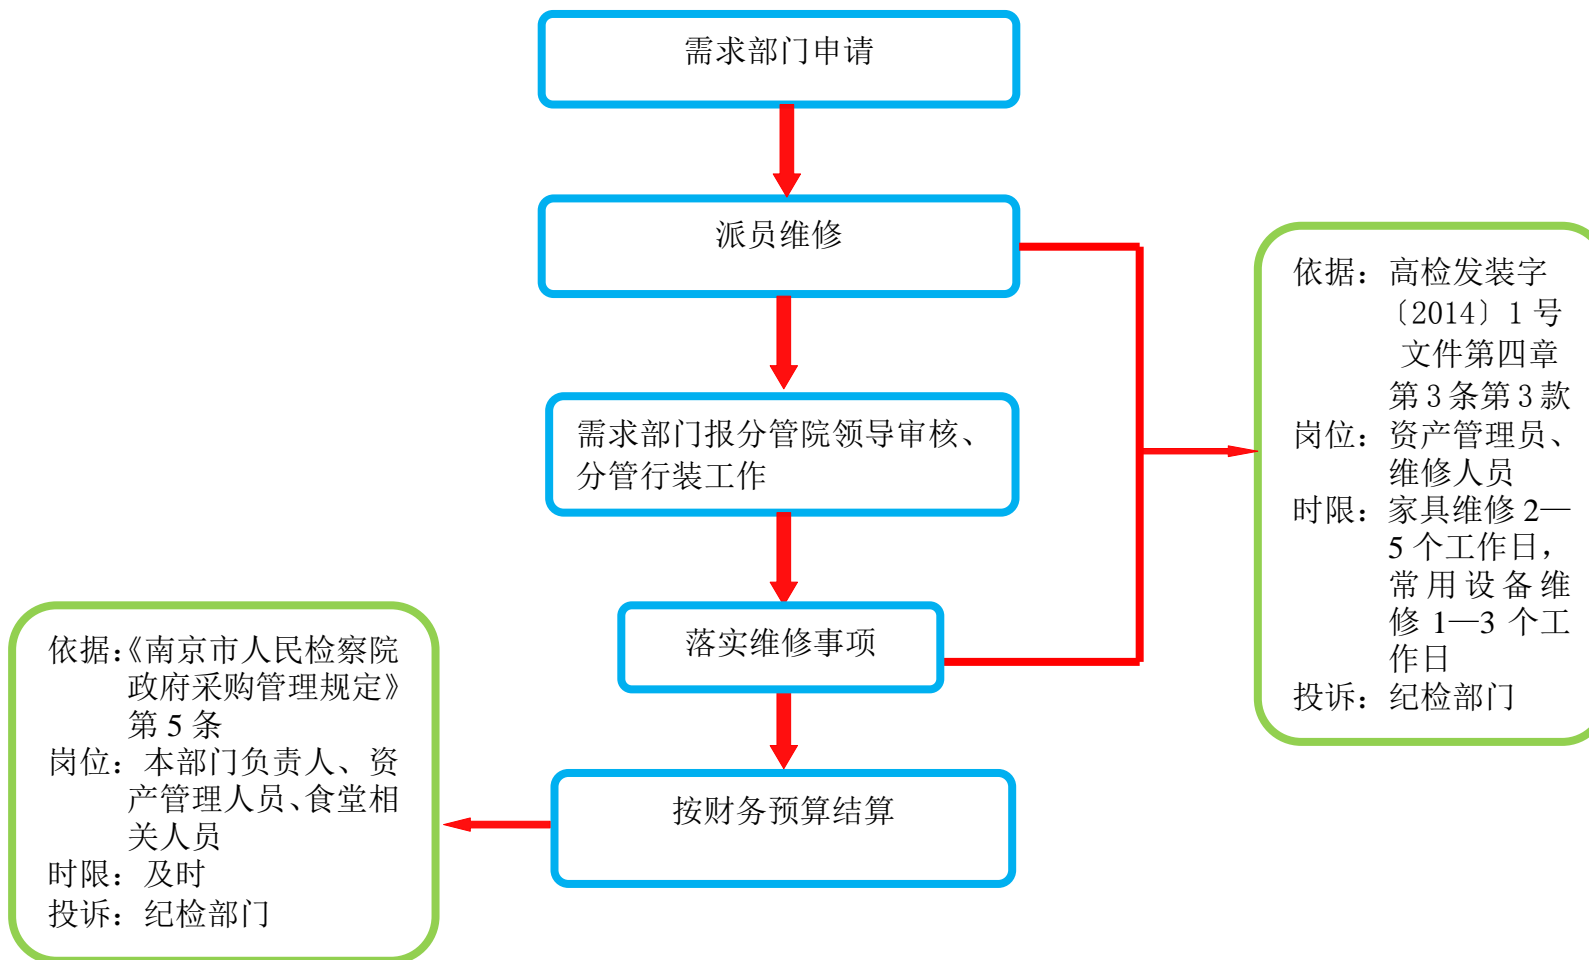 需求部门申请
派员维修
需求部门报分管院领导审核、
分管行装工作
落实维修事项
按财务预算结算
依据：高检发装字
〔2014〕1 号
文件第四章
第 3 条第 3 款
岗位：资产管理员、
维修人员
时限：家具维修 2—
5 个工作日，
常用设备维
修 1—3 个工
作日
投诉：纪检部门
依据：《南京市人民检察院
政府采购管理规定》
第 5 条
岗位：本部门负责人、资
产管理人员、食堂相
关人员
时限：及时
投诉：纪检部门